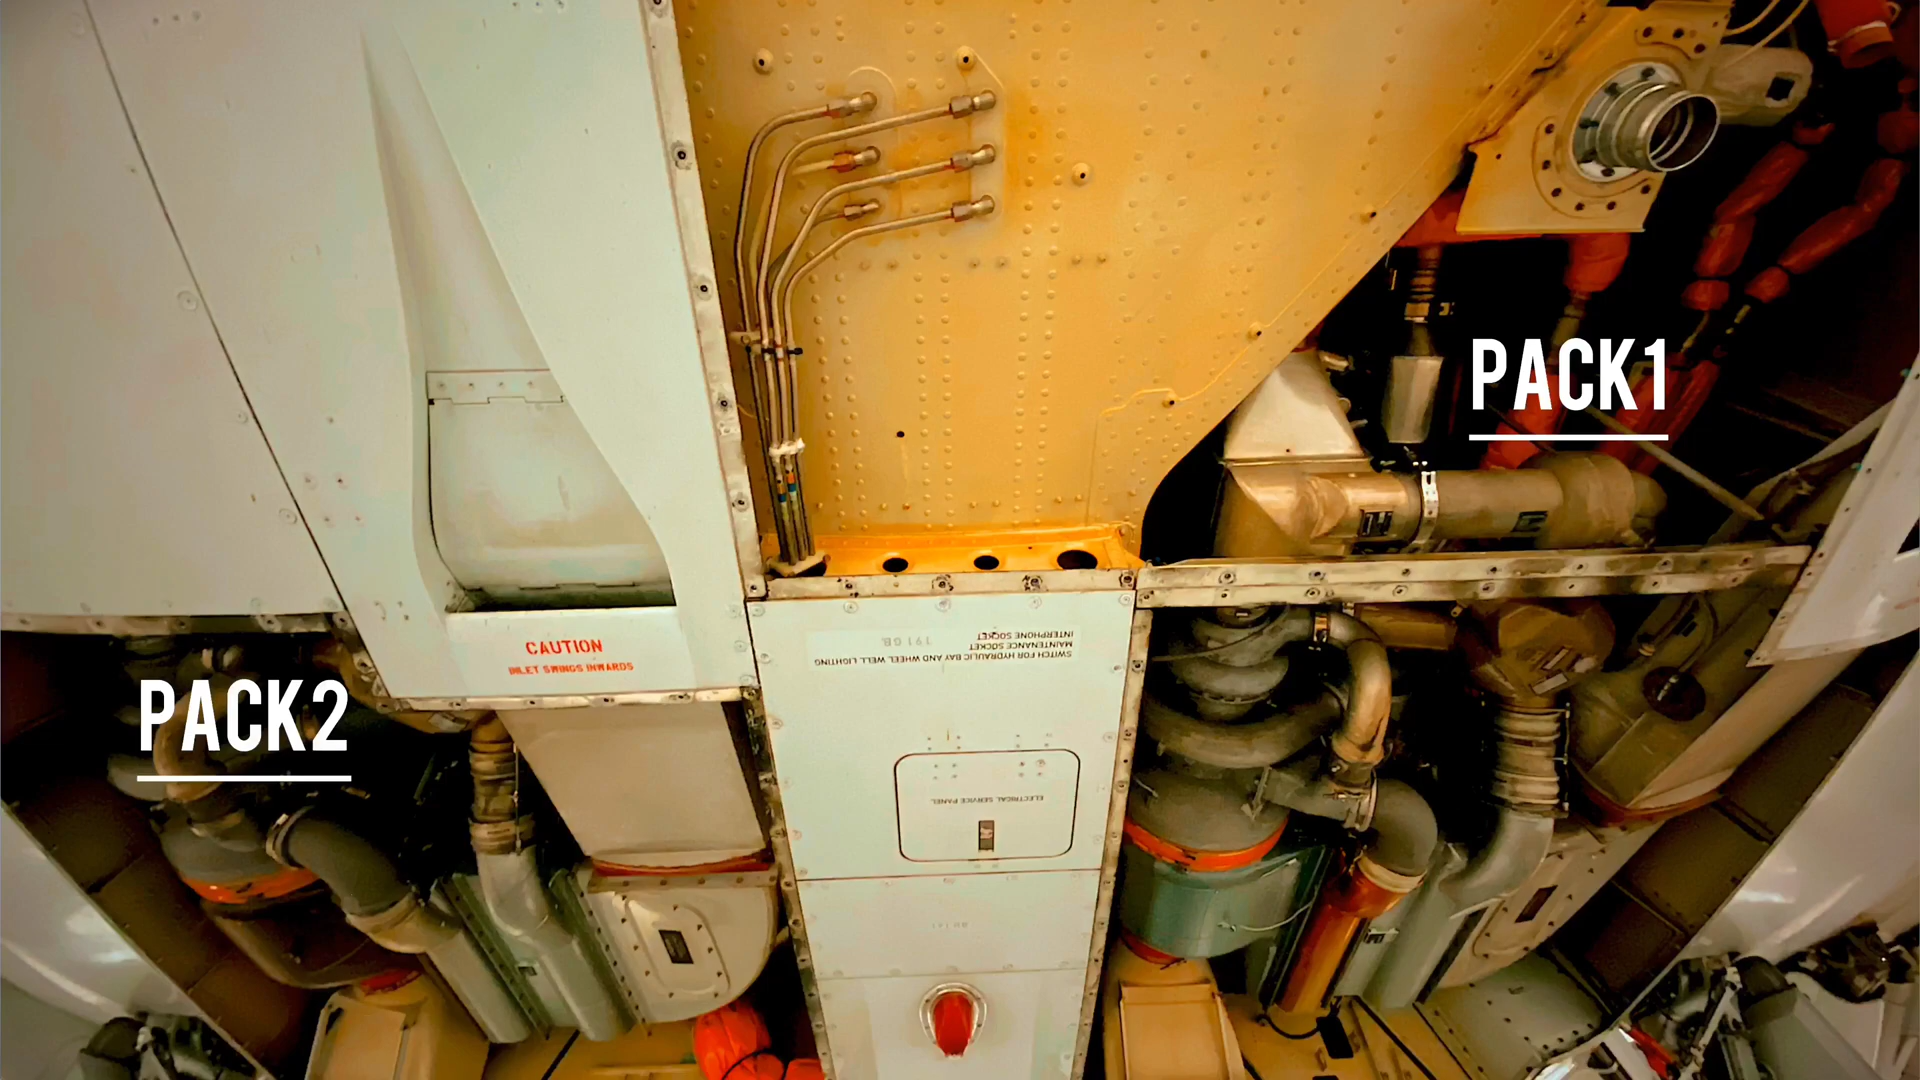 PACK1
CAUTION
INLET SWINGS INWARDS
PACK2
191 GB
SWITCH FOR HYDRAULIC BAY AND WHEEL WELL LIGHTING
MAINTENANCE SOCKET
INTERPHONE SOCKET
ELECTRICAL SERVICE PANEL